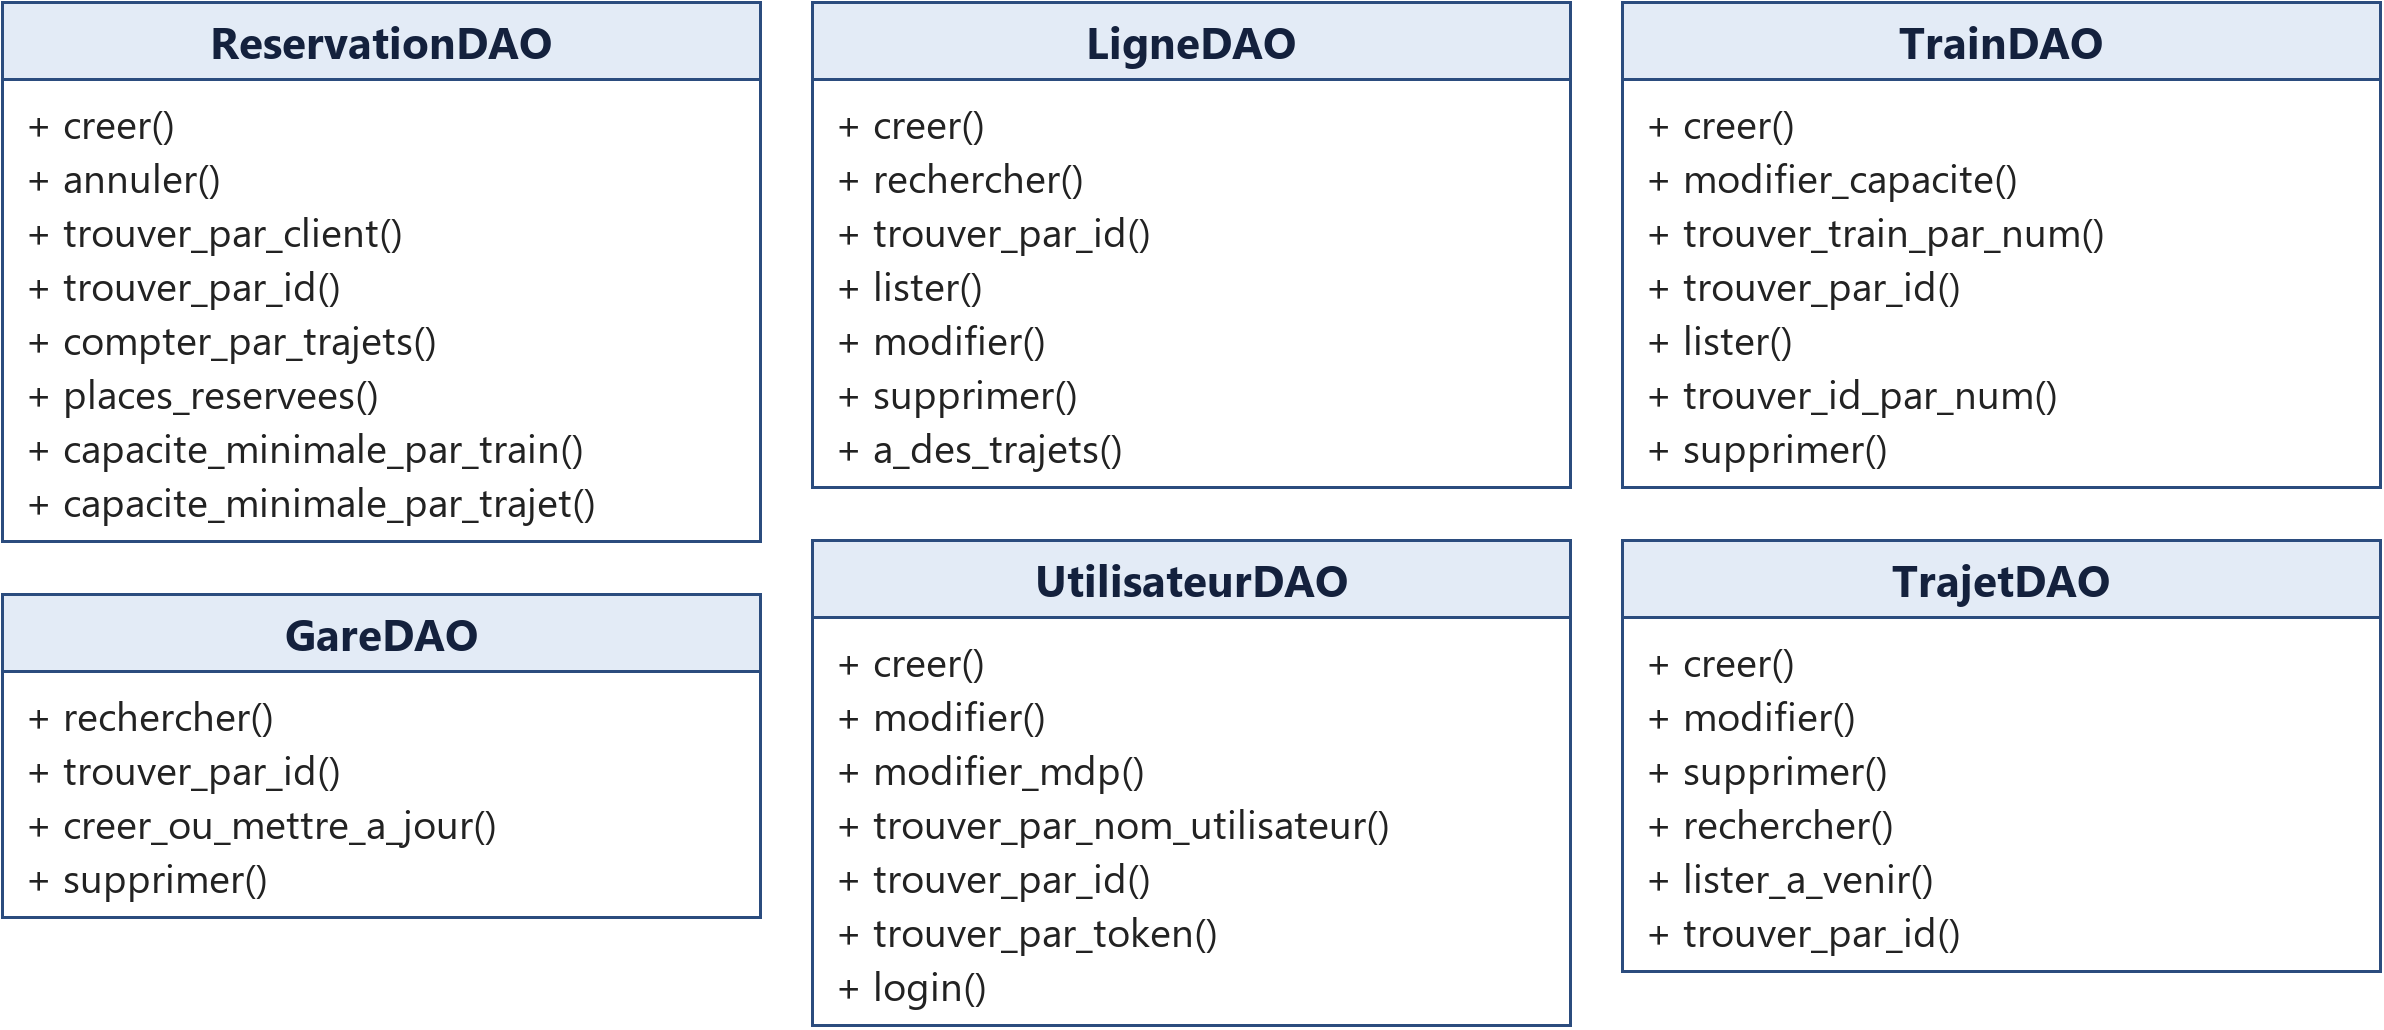 ReservationDAO
+ creer()
+ annuler()
+ trouver_par_client()
+ trouver_par_id()
+ compter_par_trajets()
+ places_reservees()
+ capacite_minimale_par_train()
+ capacite_minimale_par_trajet()
LigneDAO
+ creer()
+ rechercher()
+ trouver_par_id()
+ lister()
+ modifier()
+ supprimer()
+ a_des_trajets()
TrainDAO
+ creer()
+ modifier_capacite()
+ trouver_train_par_num()
+ trouver_par_id()
+ lister()
+ trouver_id_par_num()
+ supprimer()
GareDAO
+ rechercher()
+ trouver_par_id()
+ creer_ou_mettre_a_jour()
+ supprimer()
UtilisateurDAO
+ creer()
+ modifier()
+ modifier_mdp()
+ trouver_par_nom_utilisateur()
+ trouver_par_id()
+ trouver_par_token()
+ login()
TrajetDAO
+ creer()
+ modifier()
+ supprimer()
+ rechercher()
+ lister_a_venir()
+ trouver_par_id()